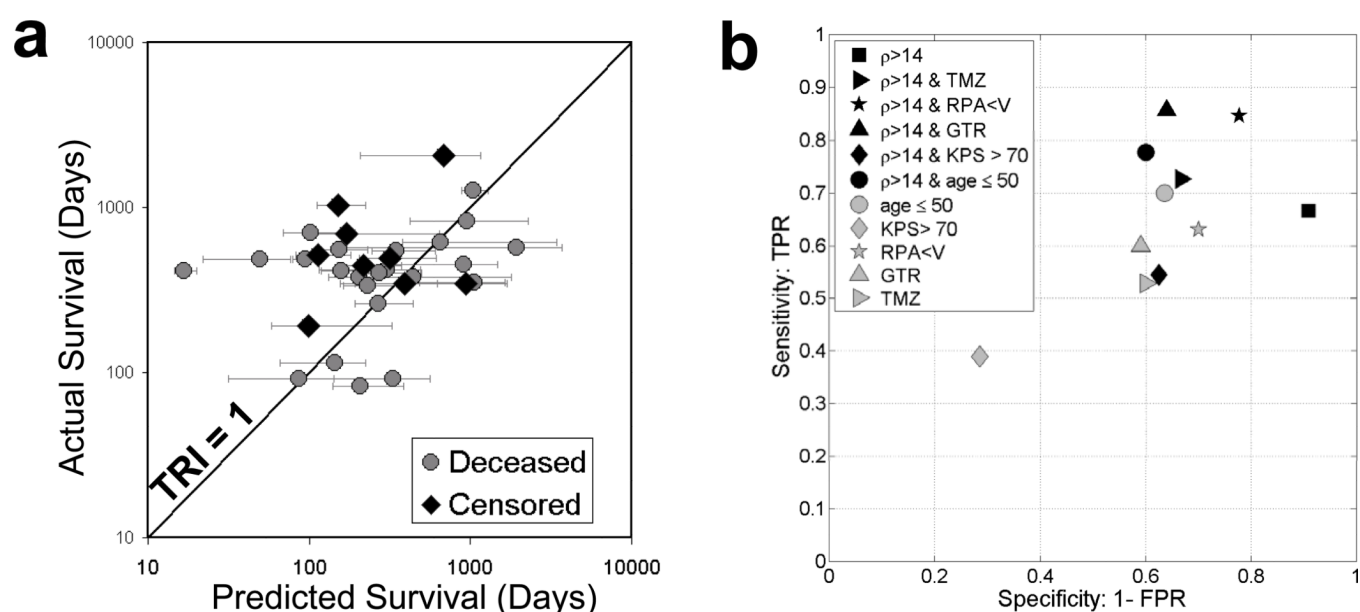 a
10000
1000
100
10
Actual Survival (Days)
TRI = 1
Deceased
Censored
10
100
1000
10000
Predicted Survival (Days)
b
1
0.9
0.8
0.7
0.6
0.5
0.4
0.3
0.2
0.1
0
Sensitivity: TPR
ρ>14
ρ>14 & TMZ
ρ>14 & RPA<V
ρ>14 & GTR
ρ>14 & KPS > 70
ρ>14 & age ≤ 50
age ≤ 50
KPS> 70
RPA<V
GTR
TMZ
0
0.2
0.4
0.6
0.8
1
Specificity: 1- FPR